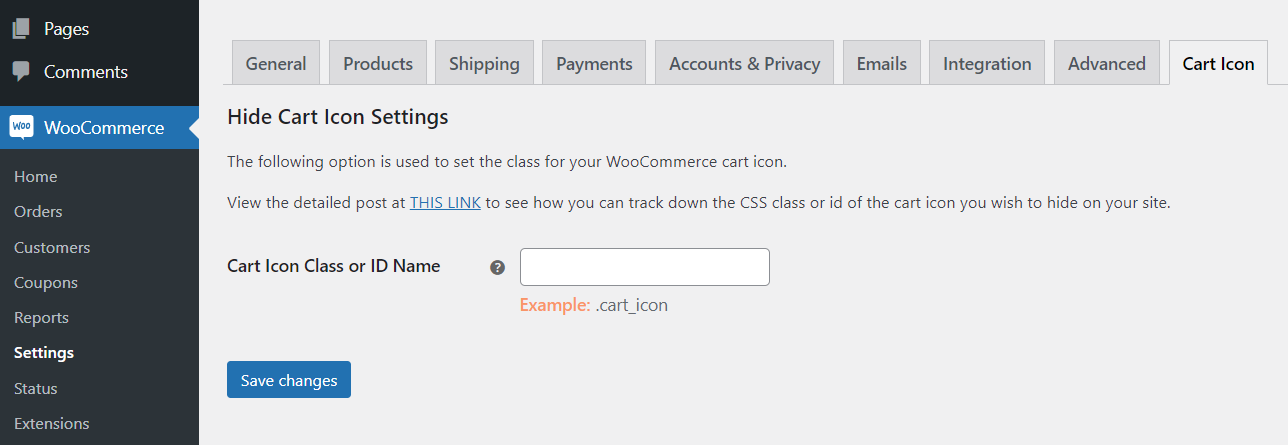 Pages
Comments
Woo WooCommerce
Home
Orders
Customers
Coupons
Reports
Settings
Status
Extensions
General Products Shipping Payments Accounts & Privacy Emails Integration Advanced Cart Icon
Hide Cart Icon Settings
The following option is used to set the class for your WooCommerce cart icon.
View the detailed post at THIS LINK to see how you can track down the CSS class or id of the cart icon you wish to hide on your site.
Cart Icon Class or ID Name ?
Example: .cart_icon
Save changes